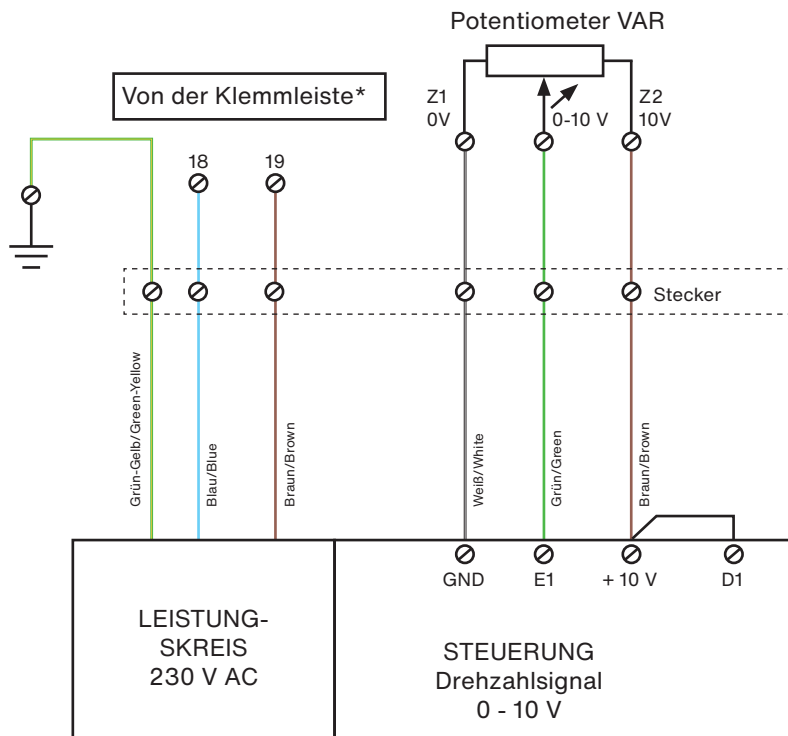 Potentiometer VAR
Von der Klemmleiste*
Z1
0V
0-10 V
Z2
10V
18
19
Stecker
Grün-Gelb/Green-Yellow
Blau/Blue
Braun/Brown
Weiß/White
Grün/Green
Braun/Brown
GND
E1
+ 10 V
D1
LEISTUNG-
SKREIS
230 V AC
STEUERUNG
Drehzahlsignal
0 - 10 V